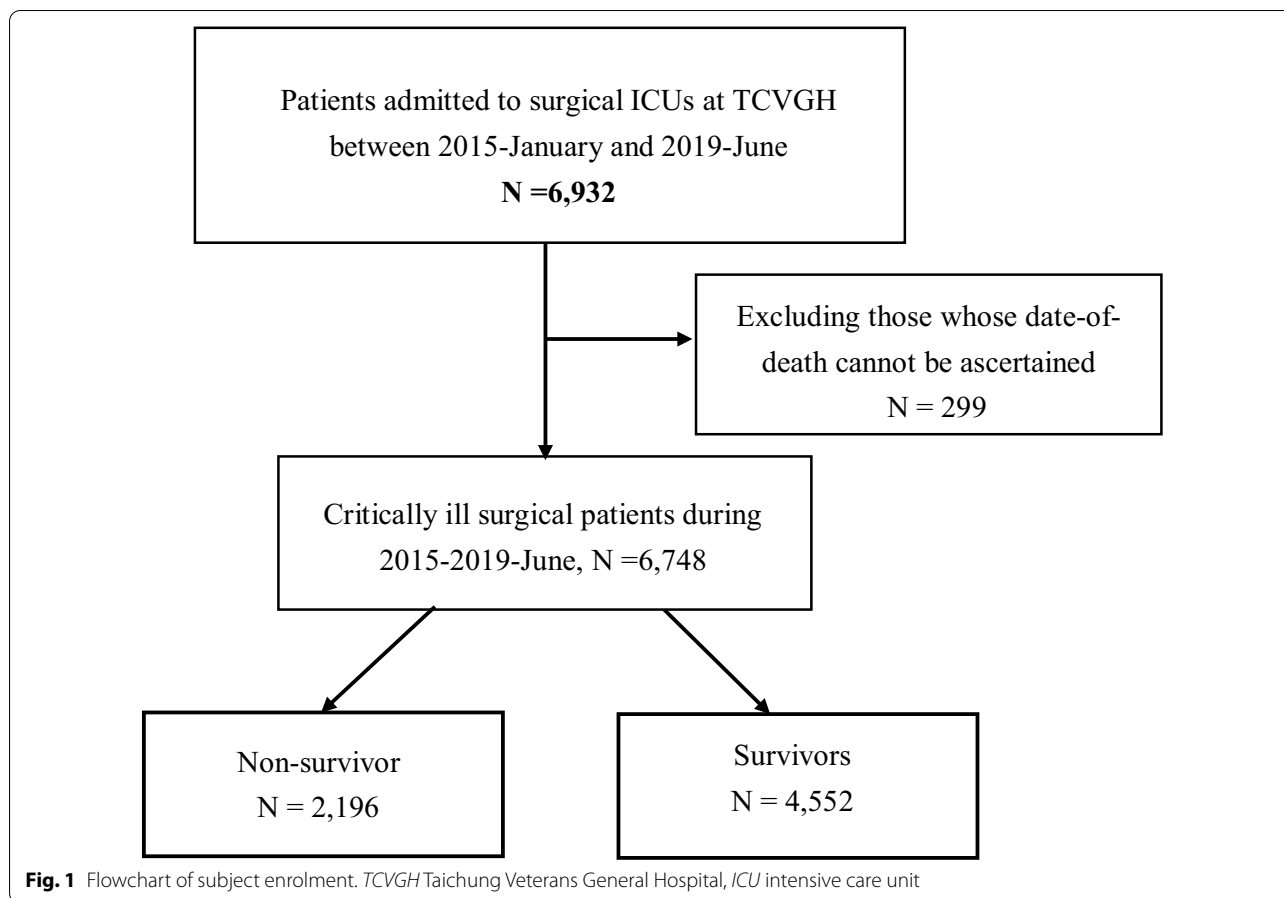 Patients admitted to surgical ICUs at TCVGH
between 2015-January and 2019-June
N =6,932
Excluding those whose date-of-
death cannot be ascertained
N = 299
Critically ill surgical patients during
2015-2019-June, N =6,748
Non-survivor
N = 2,196
Survivors
N = 4,552
Fig. 1 Flowchart of subject enrolment. TCVGH Taichung Veterans General Hospital, ICU intensive care unit